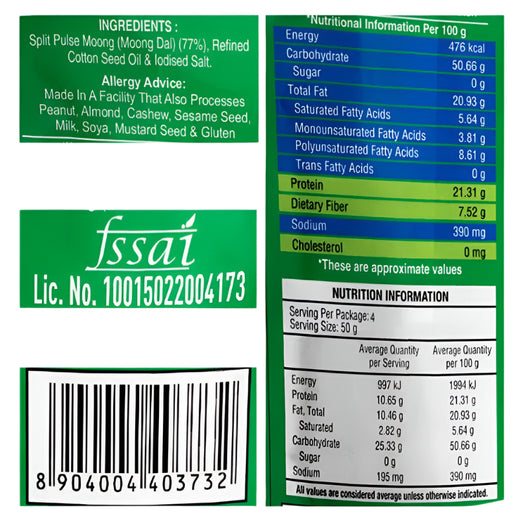 INGREDIENTS :
Split Pulse Moong (Moong Dal) (77%), Refined
Cotton Seed Oil & Iodised Salt.
Allergy Advice:
Made In A Facility That Also Processes
Peanut, Almond, Cashew, Sesame Seed,
Milk, Soya, Mustard Seed & Gluten
fssai
Lic. No. 10015022004173
8 904004 403732
*Nutritional Information Per 100 g
Energy 476 kcal
Carbohydrate 50.66 g
Sugar 0 g
Total Fat 20.93 g
Saturated Fatty Acids 5.64 g
Monounsaturated Fatty Acids 3.81 g
Polyunsaturated Fatty Acids 8.61 g
Trans Fatty Acids 0 g
Protein 21.31 g
Dietary Fiber 7.52 g
Sodium 390 mg
Cholesterol 0 mg
*These are approximate values
NUTRITION INFORMATION
Serving Per Package: 4
Serving Size: 50 g
Average Quantity Average Quantity
per Serving per 100 g
Energy 997 kJ 1994 kJ
Protein 10.65 g 21.31 g
Fat, Total 10.46 g 20.93 g
Saturated 2.82 g 5.64 g
Carbohydrate 25.33 g 50.66 g
Sugar 0 g 0 g
Sodium 195 mg 390 mg
All values are considered average unless otherwise indicated.